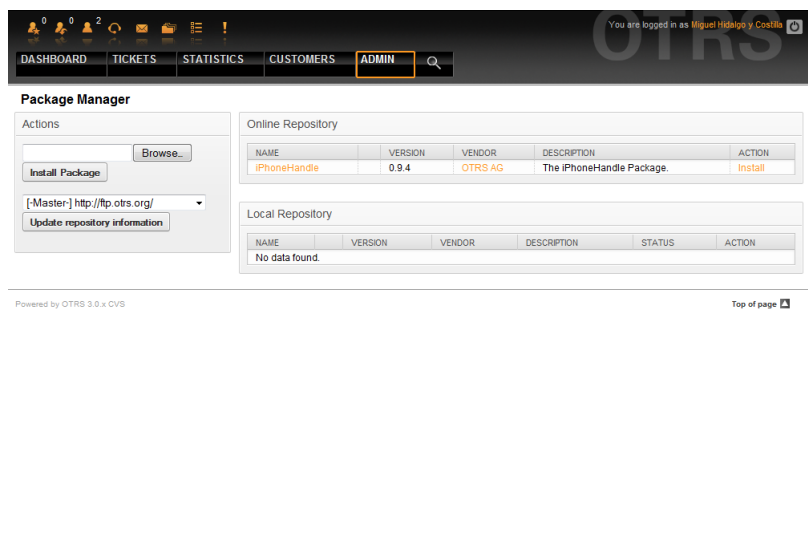 0 0 2
You are logged in as Miguel Hidalgo y Costilla
OTRS
DASHBOARD TICKETS STATISTICS CUSTOMERS ADMIN
Package Manager
Actions
Browse...
Install Package
[-Master-] http://ftp.otrs.org/
Update repository information
Online Repository
NAME VERSION VENDOR DESCRIPTION ACTION
iPhoneHandle 0.9.4 OTRS AG The iPhoneHandle Package. Install
Local Repository
NAME VERSION VENDOR DESCRIPTION STATUS ACTION
No data found.
Powered by OTRS 3.0.x CVS
Top of page